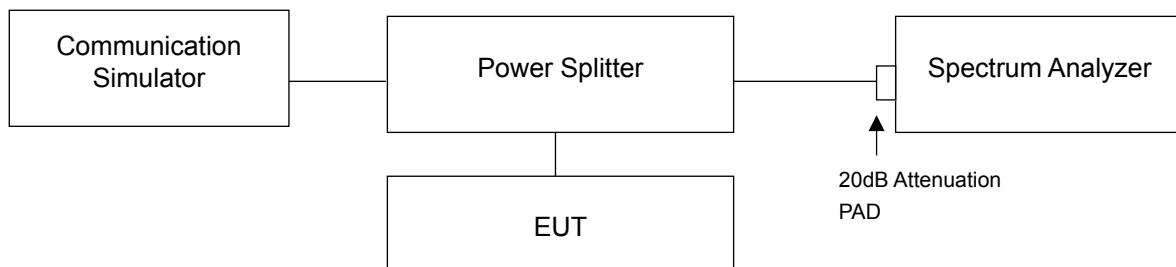 Communication
Simulator
Power Splitter
Spectrum Analyzer
20dB Attenuation
PAD
EUT